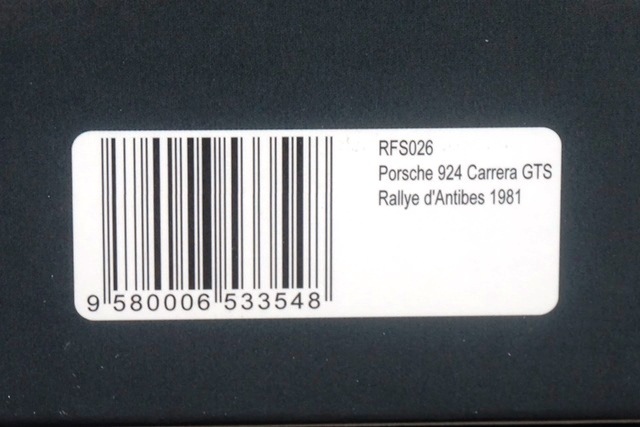 RFS026
Porsche 924 Carrera GTS
Rallye d'Antibes 1981
9 580006 533548